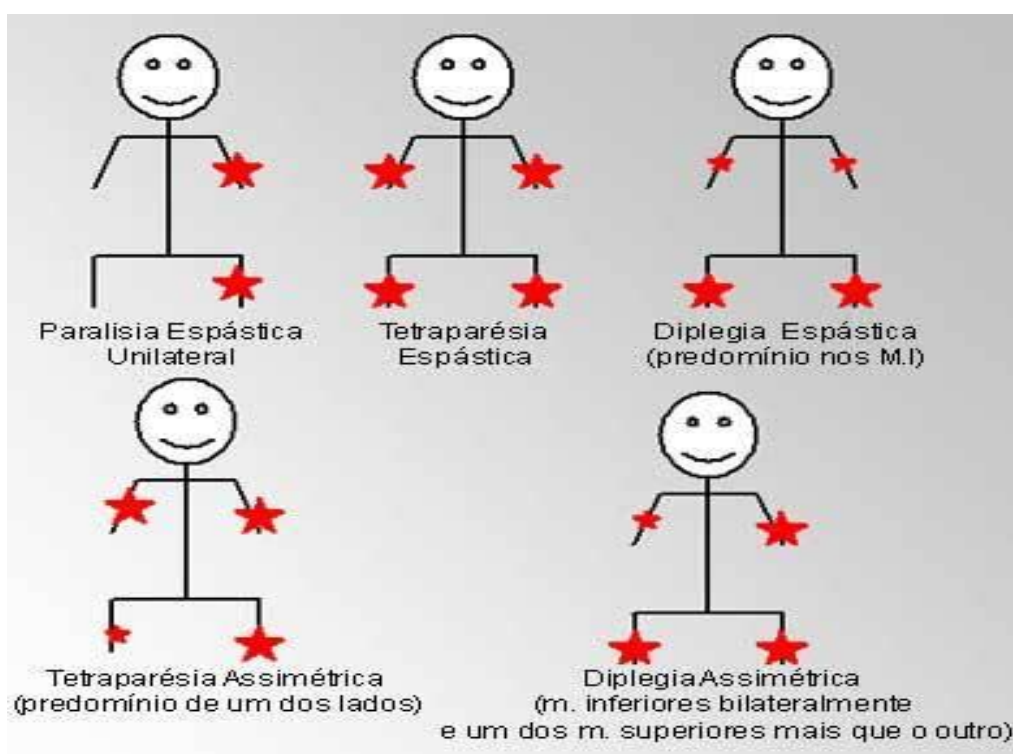 Paralisia Espástica
Unilateral
Tetraparésia
Espástica
Diplegia Espástica
(predomínio nos M.I)
Tetraparésia Assimétrica
(predomínio de um dos lados)
Diplegia Assimétrica
(m. inferiores bilateralmente
e um dos m. superiores mais que o outro)